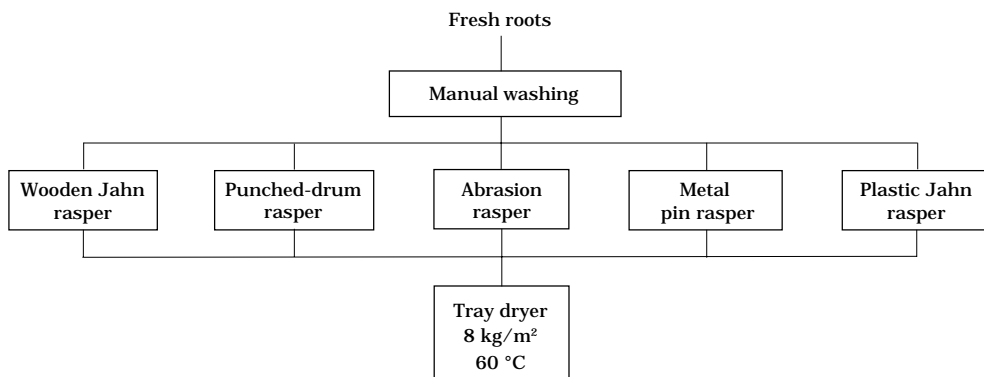 Fresh roots
Manual washing
Wooden Jahn
rasper
Punched-drum
rasper
Abrasion
rasper
Metal
pin rasper
Plastic Jahn
rasper
Tray dryer
8 kg/m²
60 °C